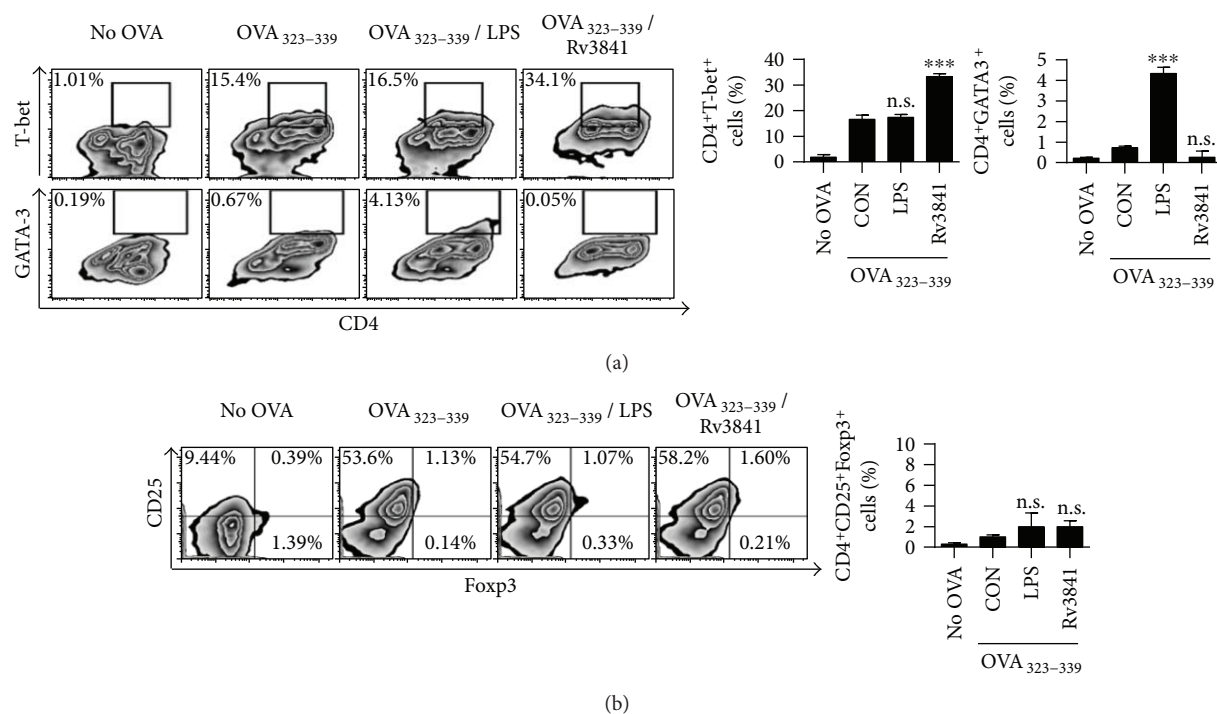 No OVA
OVA 323–339
OVA 323–339 / LPS
OVA 323–339 /
Rv3841
T-bet
1.01%
15.4%
16.5%
34.1%
GATA-3
0.19%
0.67%
4.13%
0.05%
CD4
CD4+T-bet+
cells (%)
40
30
20
10
0
n.s.
***
No OVA
CON
LPS
Rv3841
OVA 323–339
CD4+GATA3+
cells (%)
5
4
3
2
1
0
***
n.s.
No OVA
CON
LPS
Rv3841
OVA 323–339
(a)
No OVA
OVA 323–339
OVA 323–339 / LPS
OVA 323–339 /
Rv3841
CD25
9.44%
0.39%
1.39%
53.6%
1.13%
0.14%
54.7%
1.07%
0.33%
58.2%
1.60%
0.21%
Foxp3
CD4+CD25+Foxp3+
cells (%)
10
8
6
4
2
0
n.s.
n.s.
No OVA
CON
LPS
Rv3841
OVA 323–339
(b)